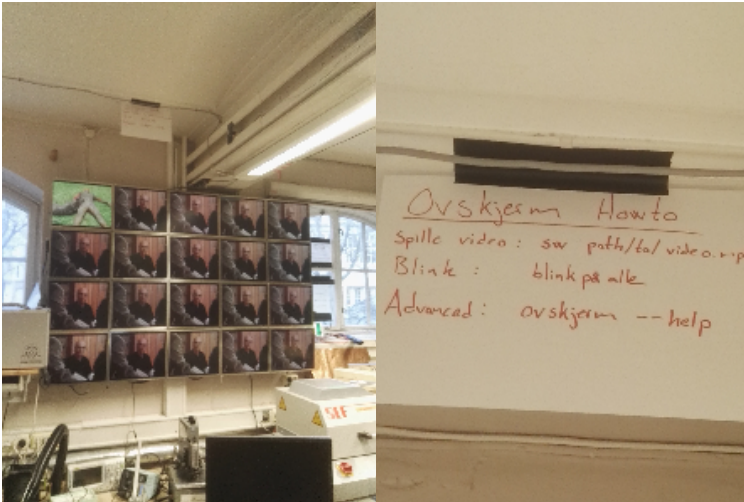 Ovskjerm Howto
Spille video: sw path/to/video.mp
Blink: blink på alle
Advanced: ovskjerm --help